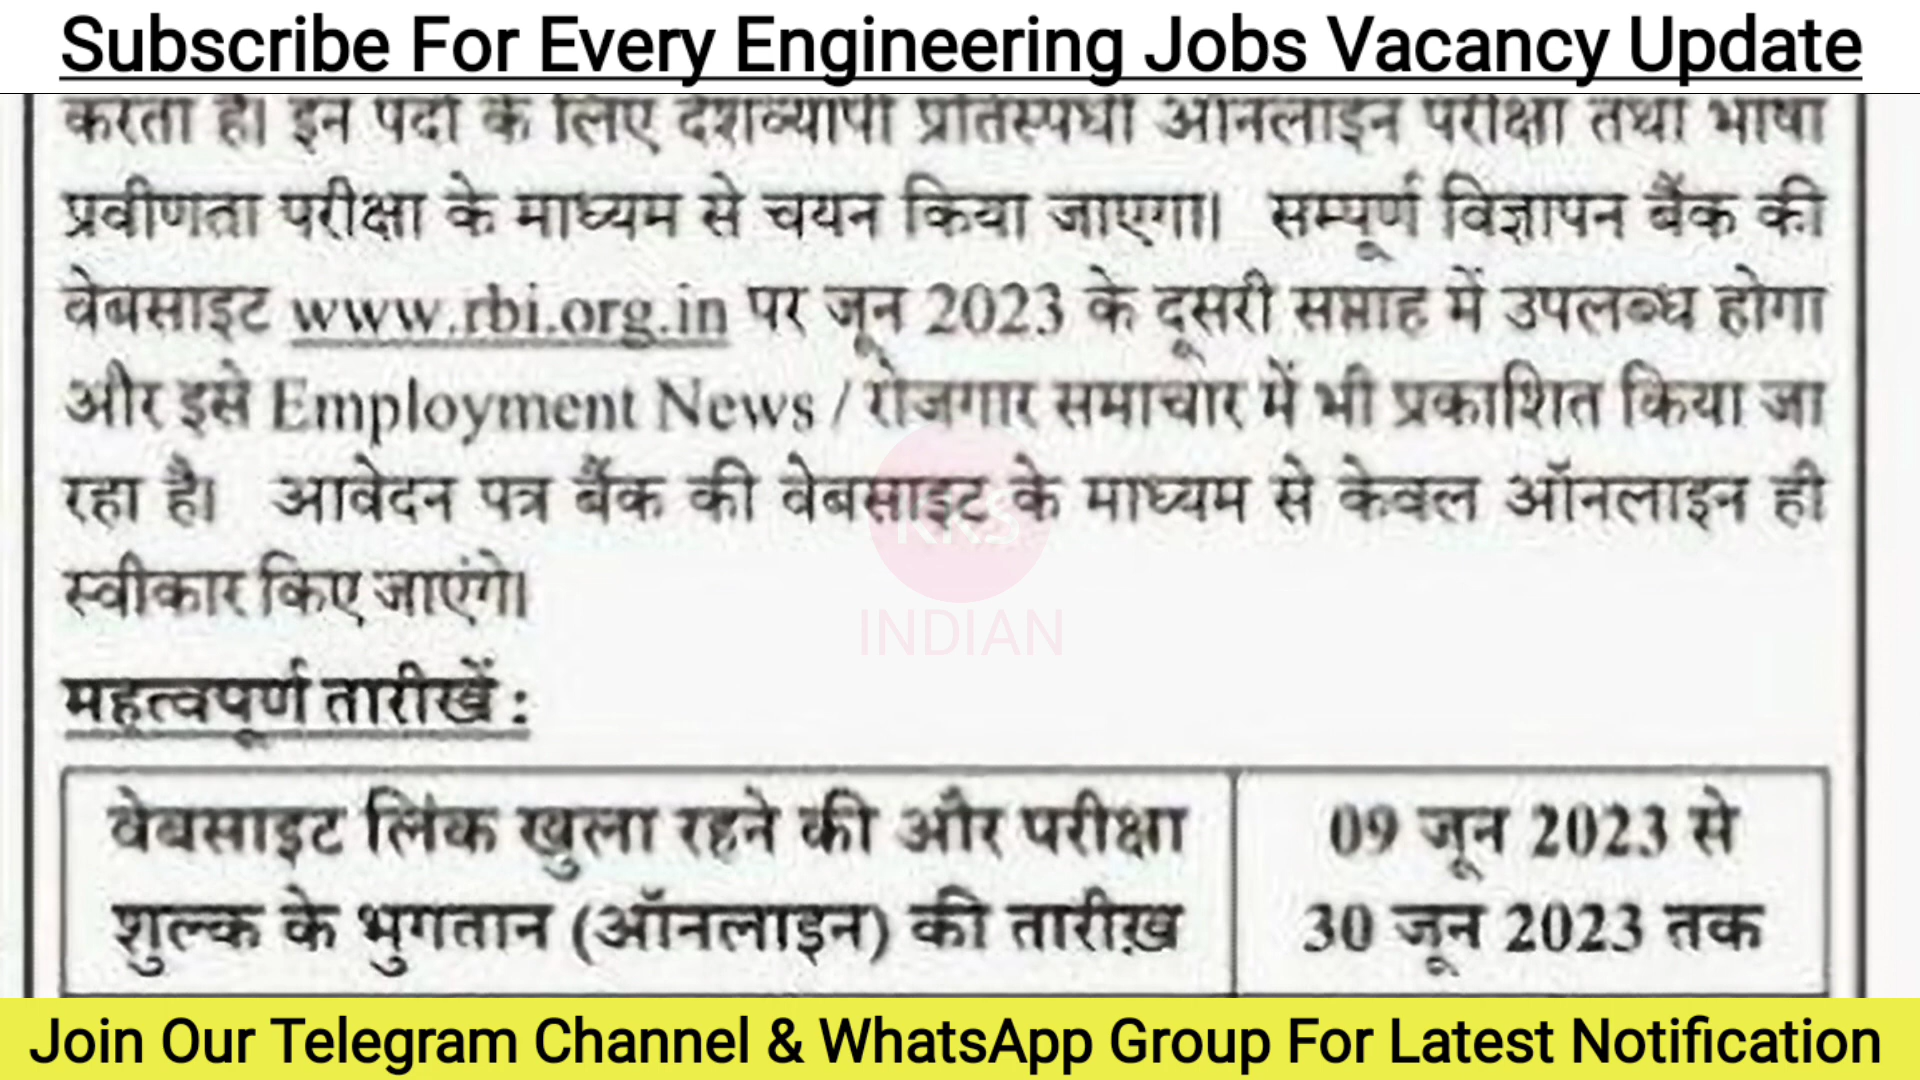 Subscribe For Every Engineering Jobs Vacancy Update
करता है। इन पदों के लिए देशव्यापी प्रतिस्पर्धी ऑनलाइन परीक्षा तथा भाषा
प्रवीणता परीक्षा के माध्यम से चयन किया जाएगा। सम्पूर्ण विज्ञापन बैंक की
वेबसाइट www.rbi.org.in पर जून 2023 के दूसरी सप्ताह में उपलब्ध होगा
और इसे Employment News / रोजगार समाचार में भी प्रकाशित किया जा
रहा है। आवेदन पत्र बैंक की वेबसाइट के माध्यम से केवल ऑनलाइन ही
स्वीकार किए जाएंगे।
KKS
INDIAN
महत्वपूर्ण तारीखें :
वेबसाइट लिंक खुला रहने की और परीक्षा
शुल्क के भुगतान (ऑनलाइन) की तारीख़
09 जून 2023 से
30 जून 2023 तक
Join Our Telegram Channel & WhatsApp Group For Latest Notification